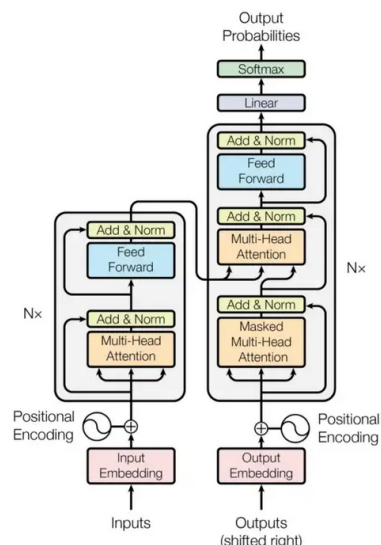 Output
Probabilities
Softmax
Linear
Add & Norm
Feed
Forward
Add & Norm
Multi-Head
Attention
Nx
Add & Norm
Masked
Multi-Head
Attention
Positional
Encoding
Output
Embedding
Outputs
(shifted right)
Add & Norm
Feed
Forward
Nx
Add & Norm
Multi-Head
Attention
Positional
Encoding
Input
Embedding
Inputs